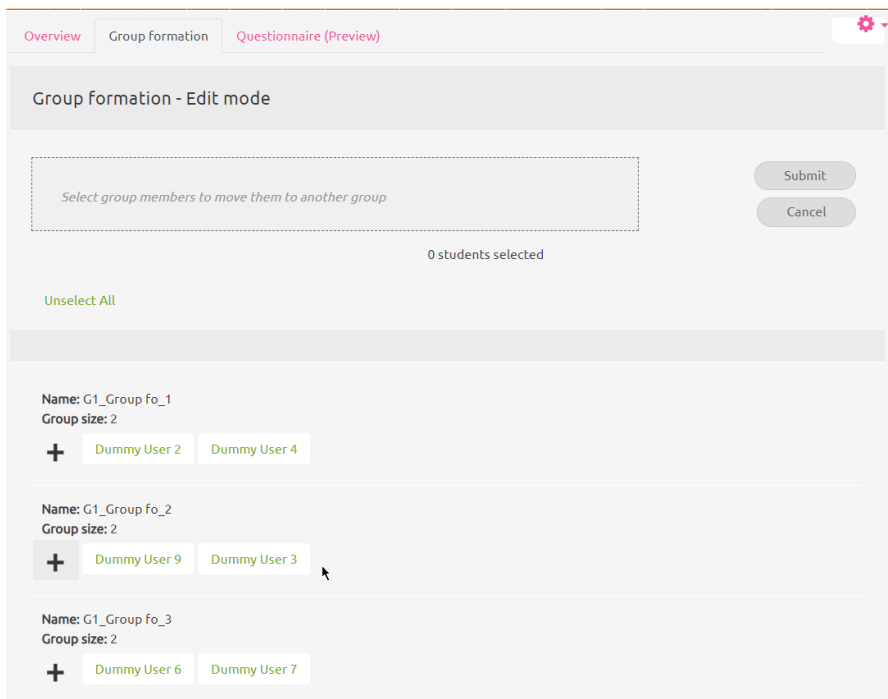 Overview Group formation Questionnaire (Preview)
Group formation - Edit mode
Select group members to move them to another group
Submit
Cancel
0 students selected
Unselect All
Name: G1_Group fo_1
Group size: 2
+ Dummy User 2 Dummy User 4
Name: G1_Group fo_2
Group size: 2
+ Dummy User 9 Dummy User 3
Name: G1_Group fo_3
Group size: 2
+ Dummy User 6 Dummy User 7